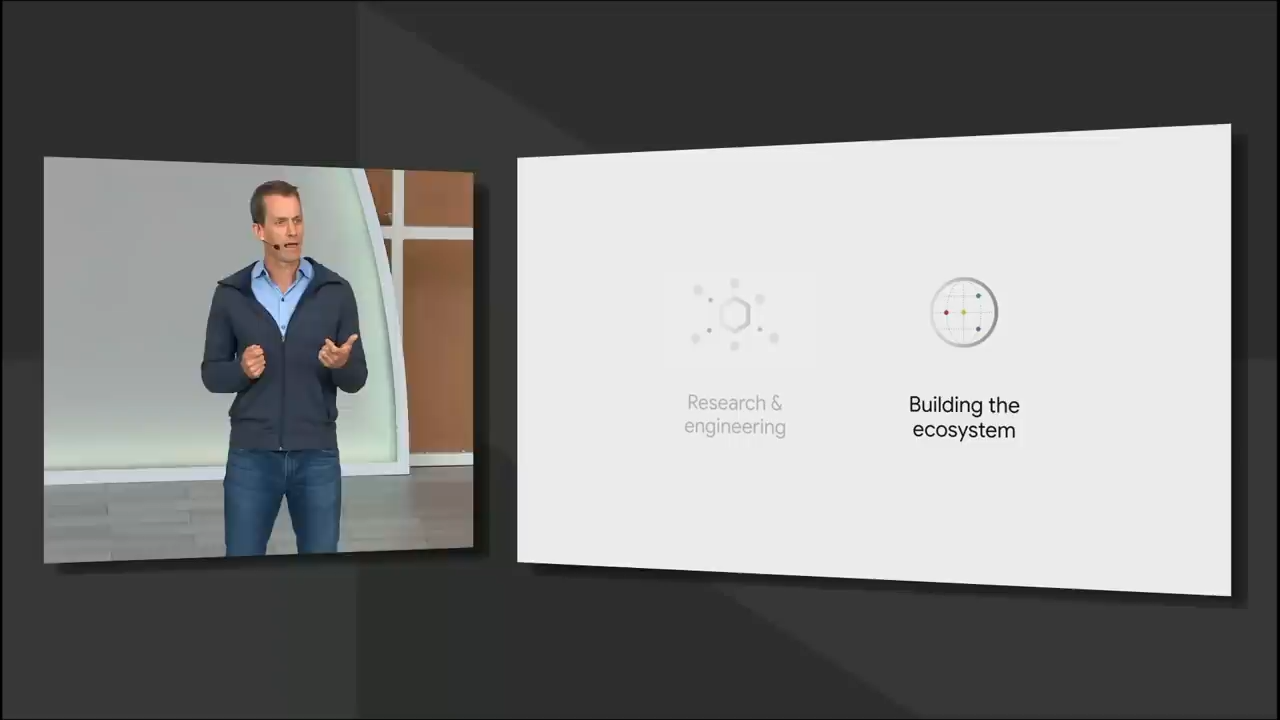 Research &
engineering
Building the
ecosystem